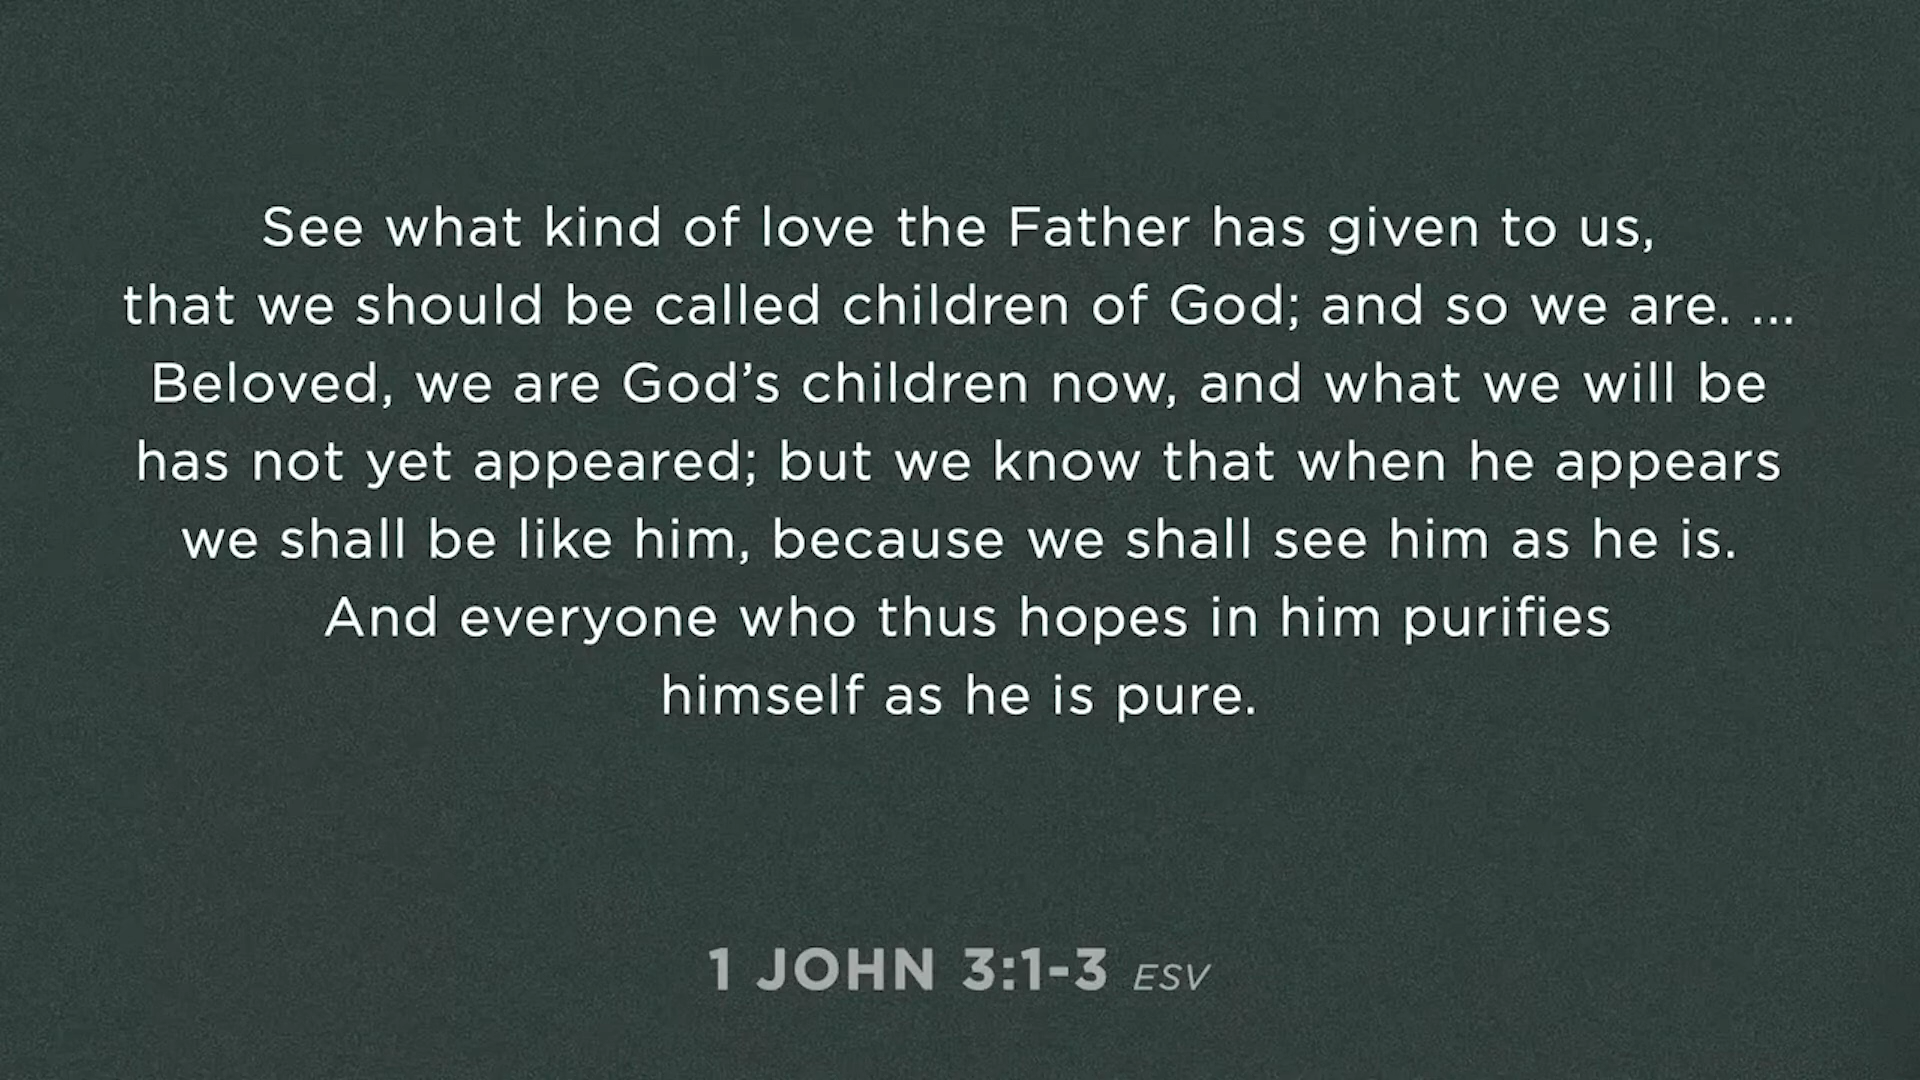 See what kind of love the Father has given to us,
that we should be called children of God; and so we are. ...
Beloved, we are God’s children now, and what we will be
has not yet appeared; but we know that when he appears
we shall be like him, because we shall see him as he is.
And everyone who thus hopes in him purifies
himself as he is pure.
1 JOHN 3:1-3 ESV